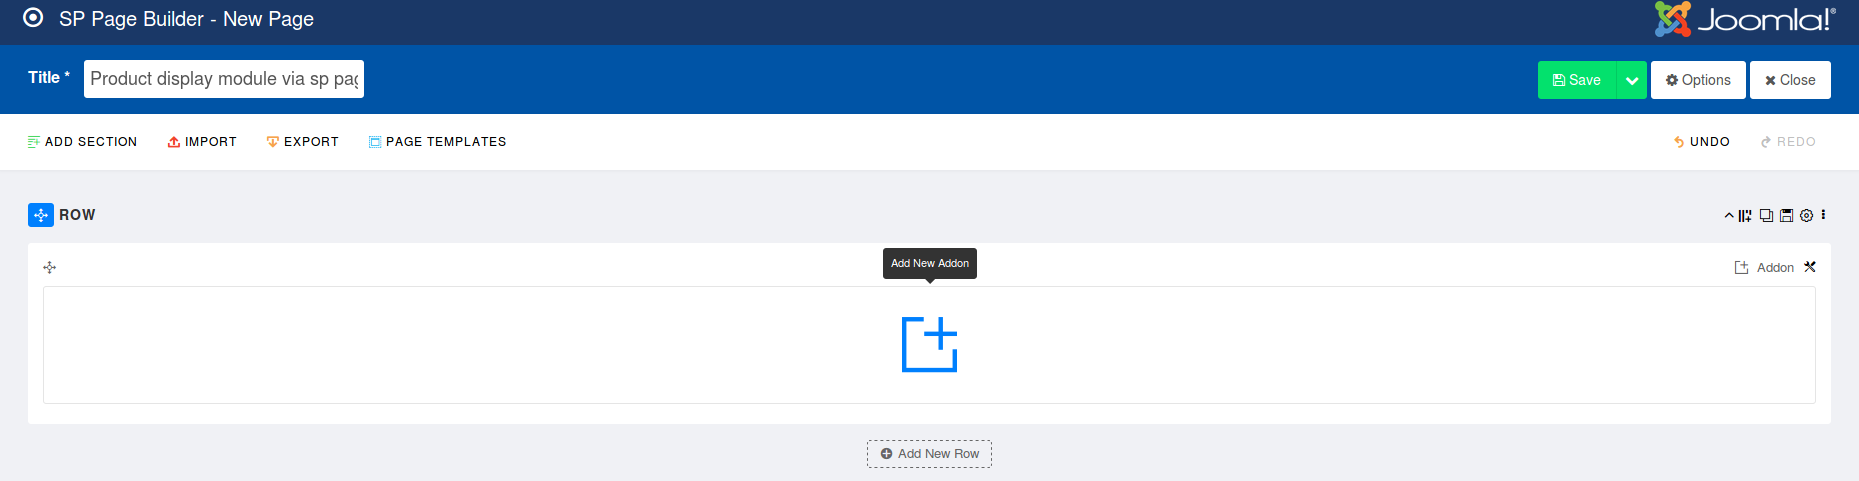 SP Page Builder - New Page
Joomla!®
Title *
Product display module via sp pag
Save
Options
Close
ADD SECTION
IMPORT
EXPORT
PAGE TEMPLATES
UNDO
REDO
ROW
Add New Addon
Addon
Add New Row